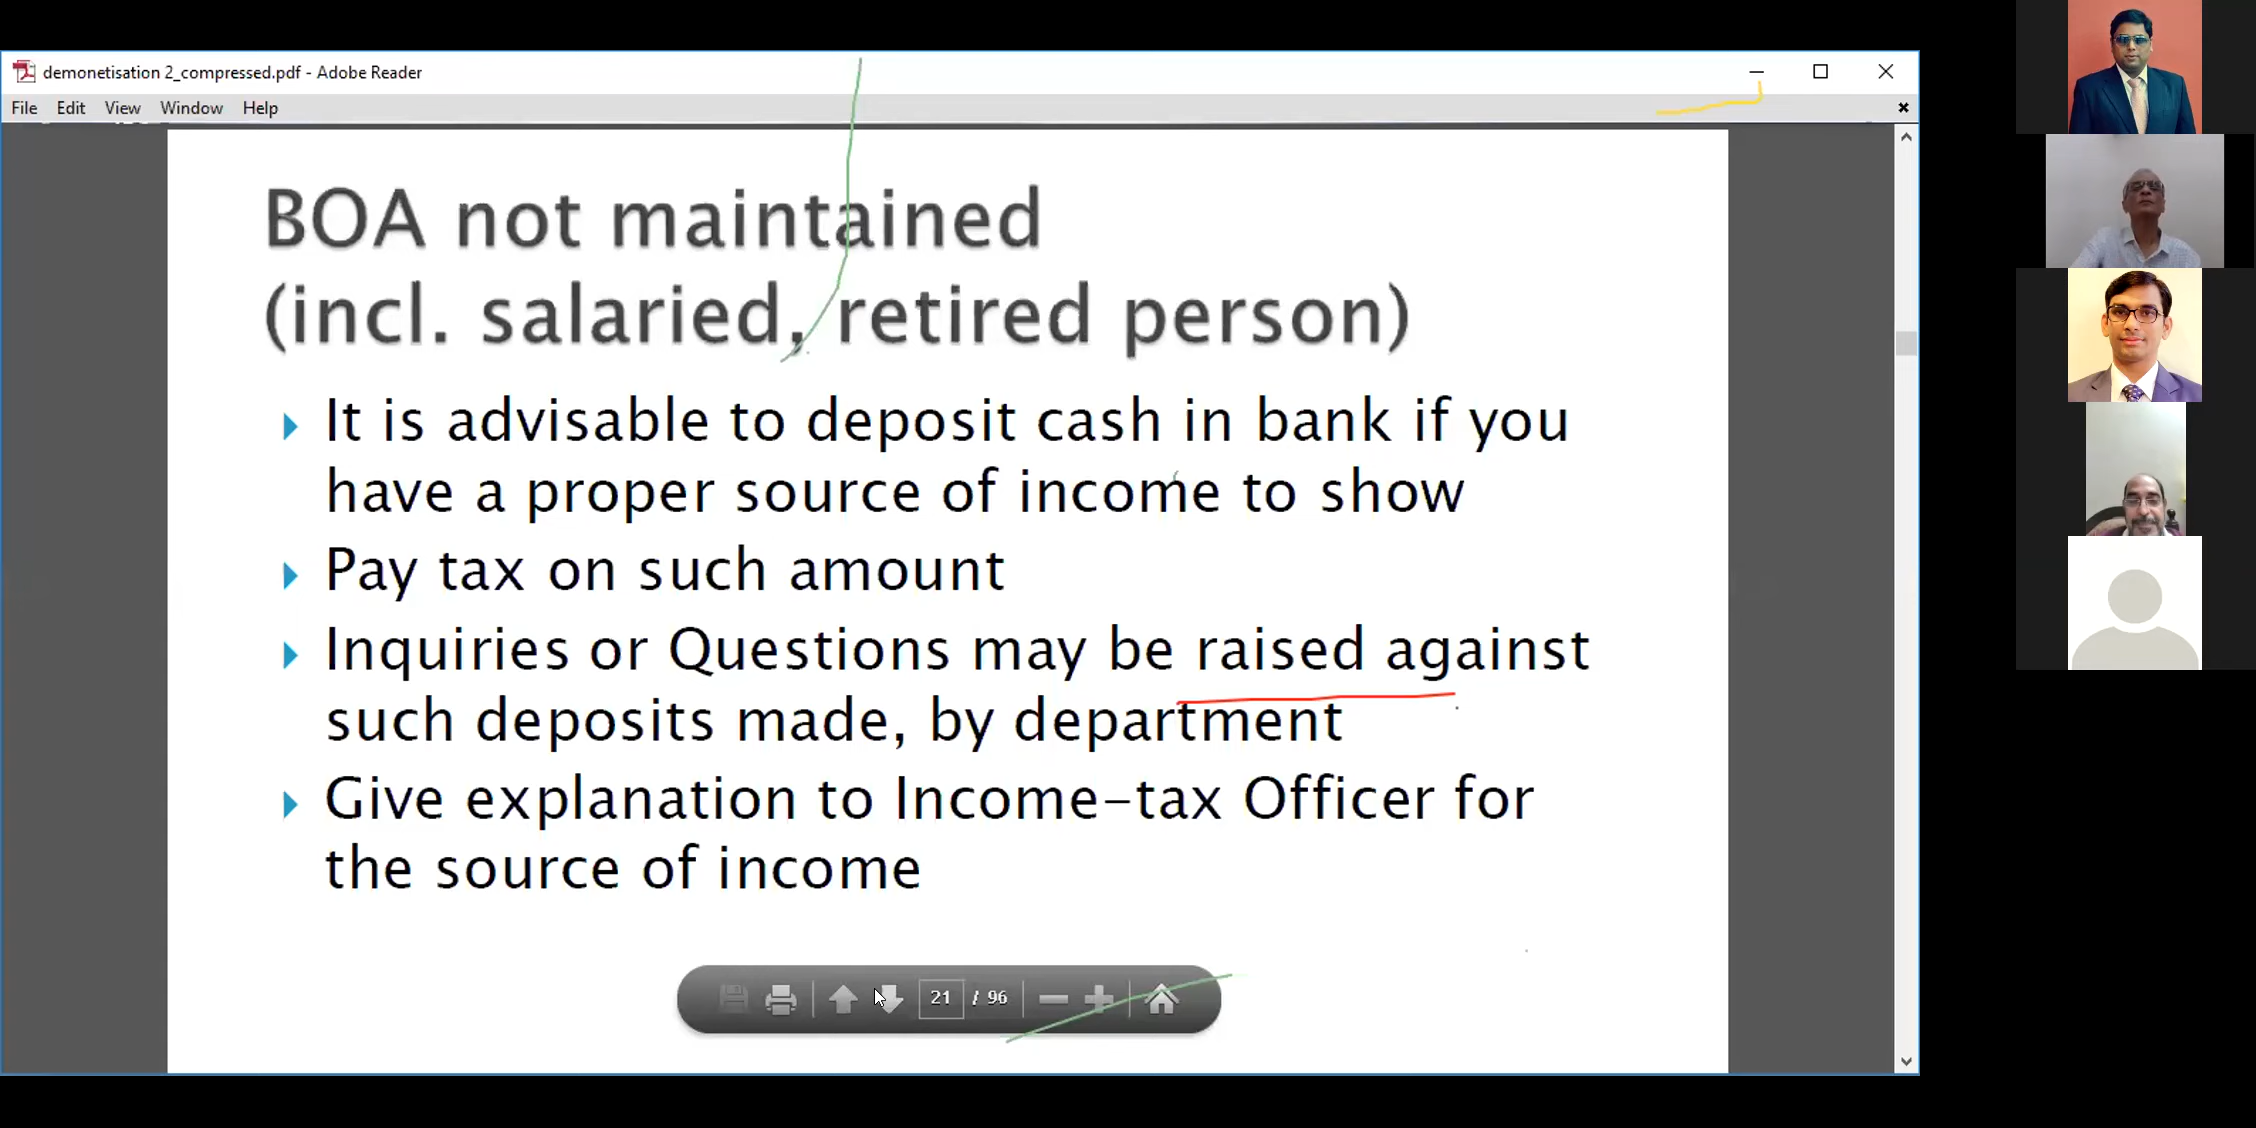 demonetisation 2_compressed.pdf - Adobe Reader
File Edit View Window Help
BOA not maintained
(incl. salaried, retired person)
It is advisable to deposit cash in bank if you
have a proper source of income to show
Pay tax on such amount
Inquiries or Questions may be raised against
such deposits made, by department
Give explanation to Income-tax Officer for
the source of income
21 / 96